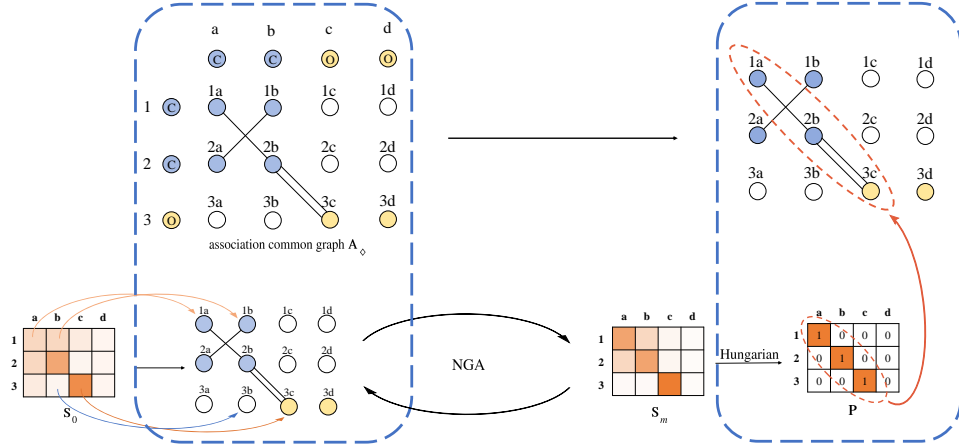 a b c d
C C O O
1a 1b 1c 1d
1 C
2a 2b 2c 2d
2 C
3a 3b 3c 3d
3 O
association common graph A◇
1a 1b 1c 1d
2a 2b 2c 2d
3a 3b 3c 3d
a b c d
1
2
3
S0
1a 1b 1c 1d
2a 2b 2c 2d
3a 3b 3c 3d
NGA
a b c d
1
2
3
Sm
Hungarian
a b c d
1 1 0 0 0
2 0 1 0 0
3 0 0 1 0
P